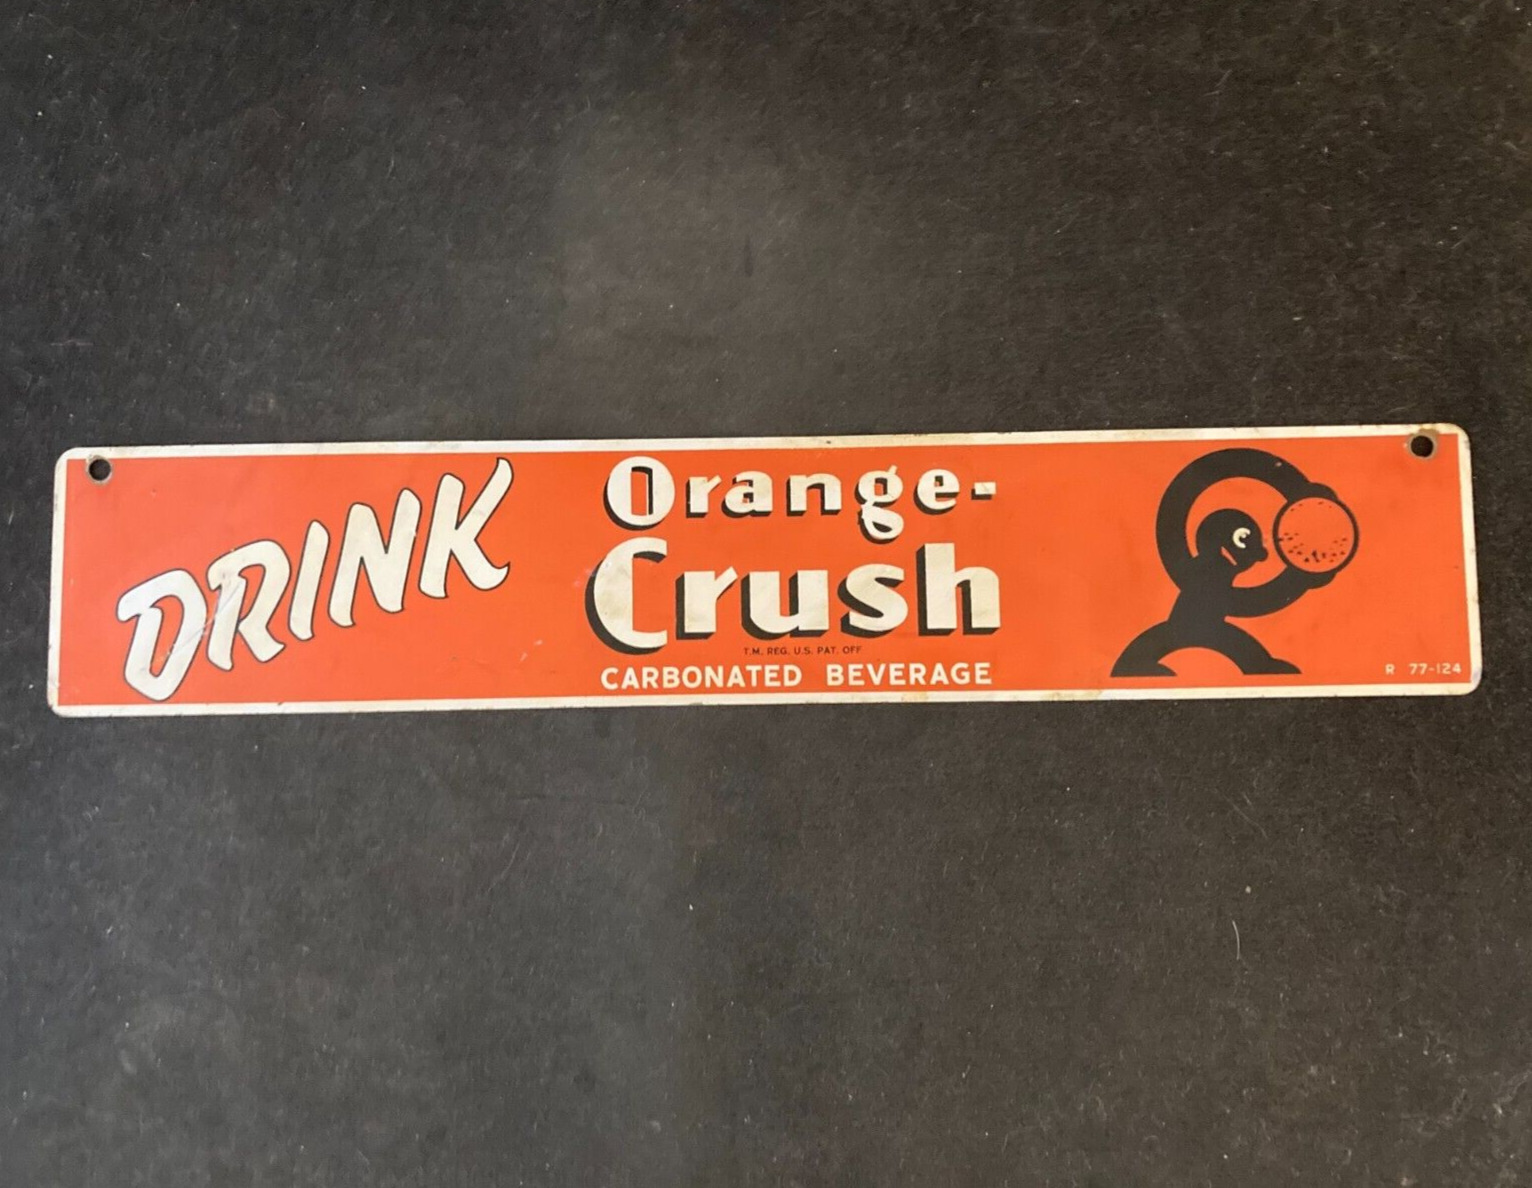 DRINK
Orange-
Crush
T.M. REG. U.S. PAT. OFF
CARBONATED BEVERAGE
R 77-124